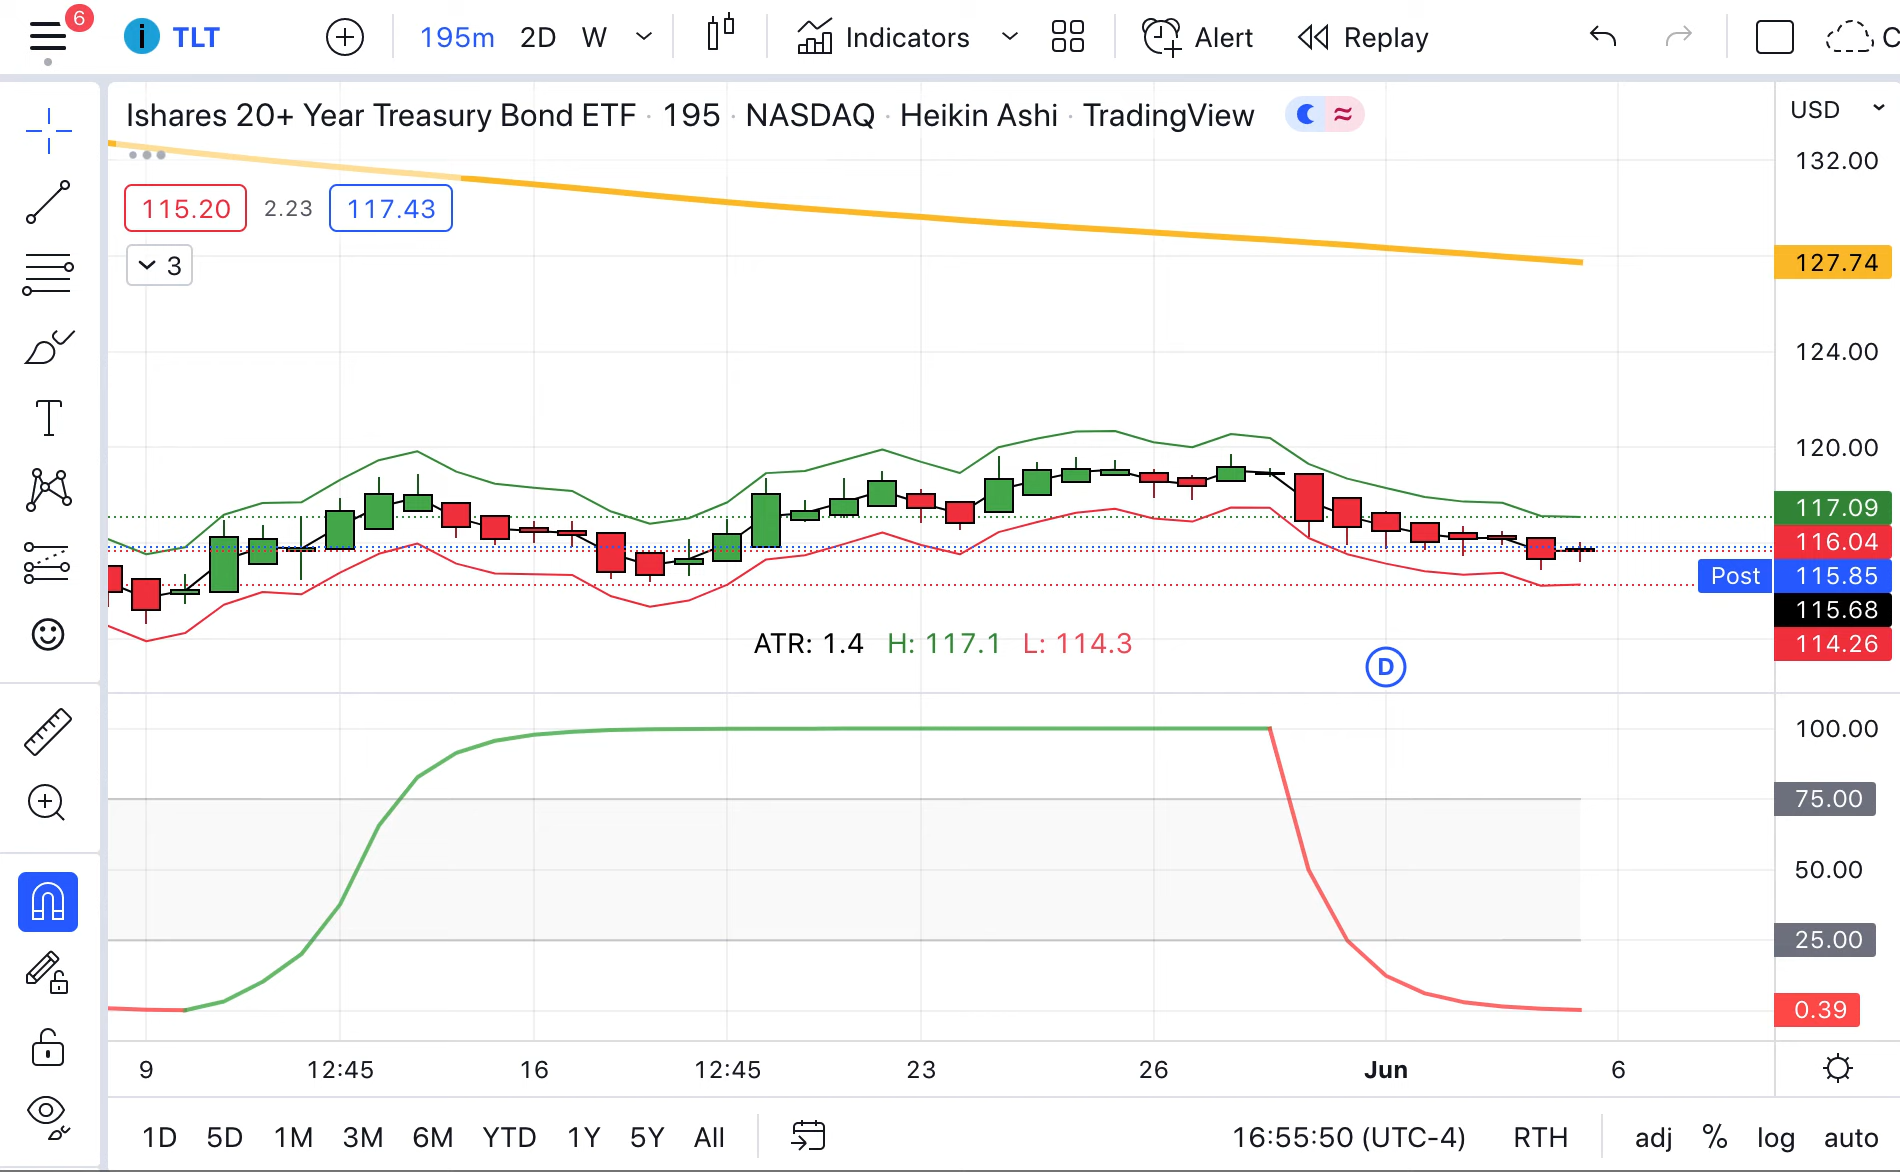 6
i TLT 195m 2D W Indicators Alert Replay C
Ishares 20+ Year Treasury Bond ETF · 195 · NASDAQ · Heikin Ashi · TradingView ≈
USD
132.00
115.20 2.23 117.43
3
127.74
124.00
120.00
117.09
116.04
Post 115.85
115.68
114.26
ATR: 1.4 H: 117.1 L: 114.3
D
100.00
75.00
50.00
25.00
0.39
9 12:45 16 12:45 23 26 Jun 6
1D 5D 1M 3M 6M YTD 1Y 5Y All 16:55:50 (UTC-4) RTH adj % log auto